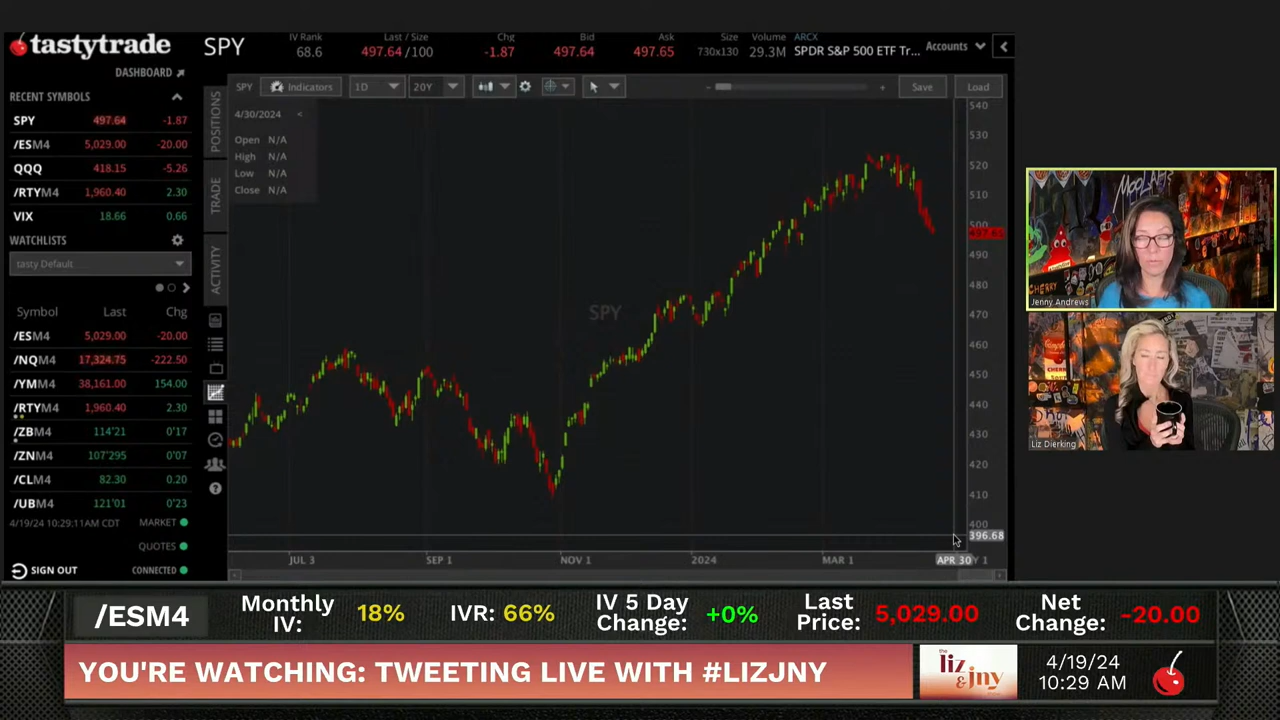 tastytrade
DASHBOARD
RECENT SYMBOLS
SPY 497.64 -1.87
/ESM4 5,029.00 -20.00
QQQ 418.15 -5.26
/RTYM4 1,960.40 2.30
VIX 18.66 0.66
WATCHLISTS
tasty Default
Symbol Last Chg
/ESM4 5,029.00 -20.00
/NQM4 17,324.75 -222.50
/YMM4 38,161.00 154.00
/RTYM4 1,960.40 2.30
/ZBM4 114'21 0'17
/ZNM4 107'295 0'07
/CLM4 82.30 0.20
/UBM4 121'01 0'23
4/19/24 10:29:11AM CDT MARKET
QUOTES
SIGN OUT CONNECTED
SPY
IV Rank Last / Size Chg Bid Ask Size Volume ARCX
68.6 497.64 /100 -1.87 497.64 497.65 730x130 29.3M SPDR S&P 500 ETF Tr...
Accounts
POSITIONS
TRADE
ACTIVITY
SPY Indicators 1D 20Y - + Save Load
4/30/2024 <
Open N/A
High N/A
Low N/A
Close N/A
SPY
540
530
520
510
500
497.64
490
480
470
460
450
440
430
420
410
400
396.68
JUL 3 SEP 1 NOV 1 2024 MAR 1 APR 30 Y 1
MOOLAH
CHERRY
Jenny Andrews
Liz Dierking
/ESM4
Monthly IV: 18%
IVR: 66%
IV 5 Day Change: +0%
Last Price: 5,029.00
Net Change: -20.00
YOU'RE WATCHING: TWEETING LIVE WITH #LIZJNY
the
liz
& jny
4/19/24
10:29 AM